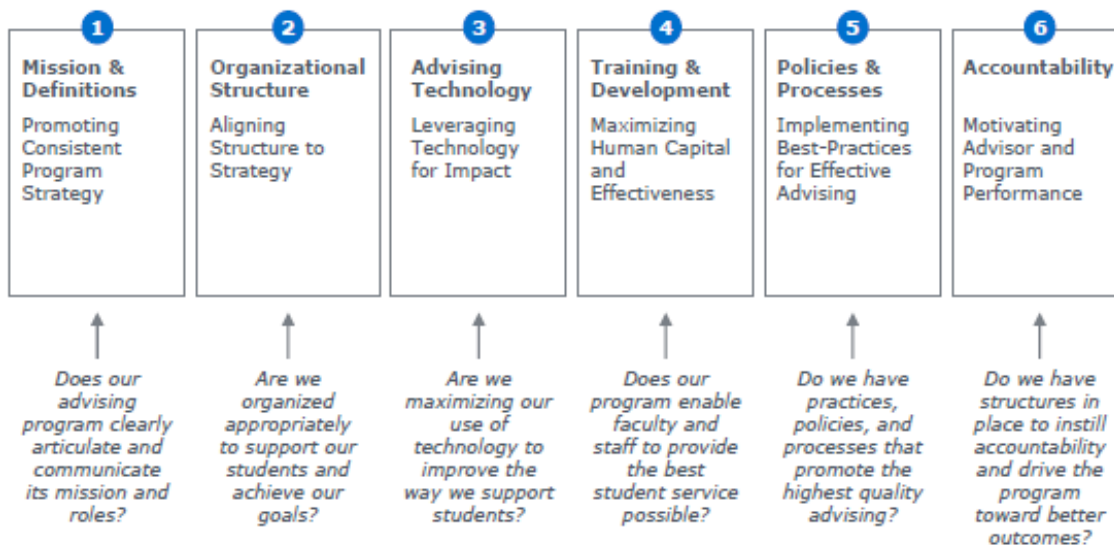 1
Mission &
Definitions
Promoting
Consistent
Program
Strategy
2
Organizational
Structure
Aligning
Structure to
Strategy
3
Advising
Technology
Leveraging
Technology
for Impact
4
Training &
Development
Maximizing
Human Capital
and
Effectiveness
5
Policies &
Processes
Implementing
Best-Practices
for Effective
Advising
6
Accountability
Motivating
Advisor and
Program
Performance
Does our
advising
program clearly
articulate and
communicate
its mission and
roles?
Are we
organized
appropriately
to support our
students and
achieve our
goals?
Are we
maximizing our
use of
technology to
improve the
way we support
students?
Does our
program enable
faculty and
staff to provide
the best
student service
possible?
Do we have
practices,
policies, and
processes that
promote the
highest quality
advising?
Do we have
structures in
place to instill
accountability
and drive the
program
toward better
outcomes?